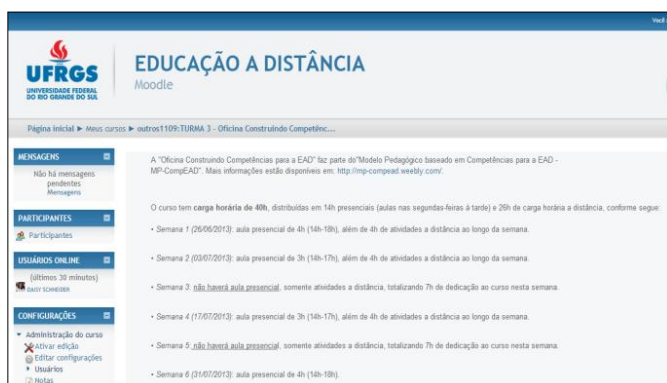 Você
UFRGS
UNIVERSIDADE FEDERAL
DO RIO GRANDE DO SUL
EDUCAÇÃO A DISTÂNCIA
Moodle
Página inicial ► Meus cursos ► outros1109:TURMA 3 - Oficina Construindo Competênc...
MENSAGENS
Não há mensagens
pendentes
Mensagens
PARTICIPANTES
Participantes
USUÁRIOS ONLINE
(últimos 30 minutos)
DAISY SCHNEIDER
CONFIGURAÇÕES
Administração do curso
Ativar edição
Editar configurações
Usuários
Notas
A "Oficina Construindo Competências para a EAD" faz parte do"Modelo Pedagógico baseado em Competências para a EAD -
MP-CompEAD". Mais informações estão disponíveis em: http://mp-compead.weebly.com/.
O curso tem carga horária de 40h, distribuídas em 14h presenciais (aulas nas segundas-feiras à tarde) e 26h de carga horária a distância, conforme segue:
• Semana 1 (26/06/2013): aula presencial de 4h (14h-18h), além de 4h de atividades a distância ao longo da semana.
• Semana 2 (03/07/2013): aula presencial de 3h (14h-17h), além de 4h de atividades a distância ao longo da semana.
• Semana 3: não haverá aula presencial, somente atividades a distância, totalizando 7h de dedicação ao curso nesta semana.
• Semana 4 (17/07/2013): aula presencial de 3h (14h-17h), além de 4h de atividades a distância ao longo da semana.
• Semana 5: não haverá aula presencial, somente atividades a distância, totalizando 7h de dedicação ao curso nesta semana.
• Semana 6 (31/07/2013): aula presencial de 4h (14h-18h).